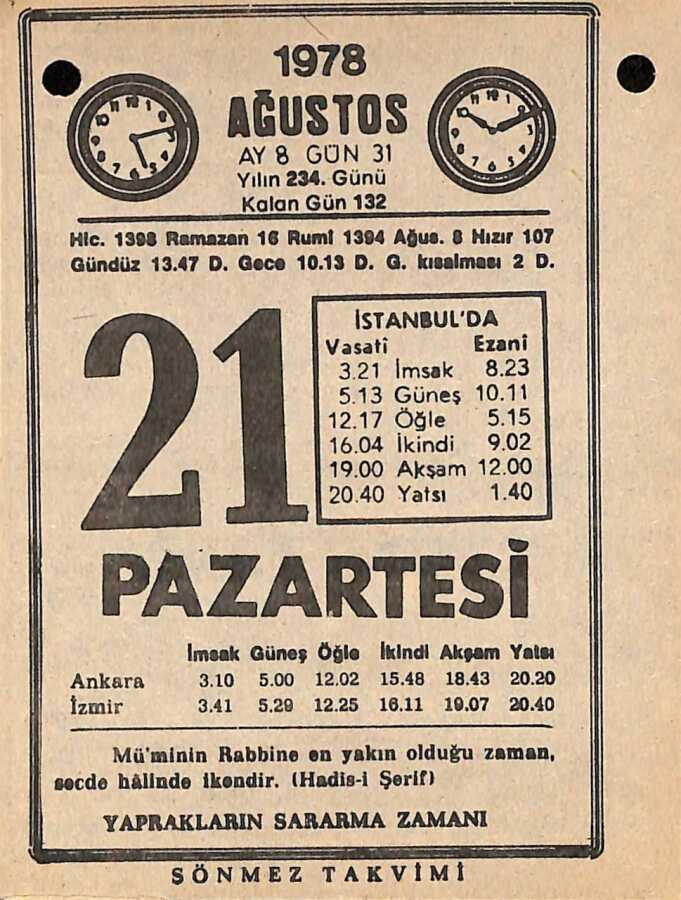 1978
AĞUSTOS
AY 8 GÜN 31
Yılın 234. Günü
Kalan Gün 132
Hic. 1398 Ramazan 16 Rumî 1394 Ağus. 8 Hızır 107
Gündüz 13.47 D. Gece 10.13 D. G. kısalması 2 D.
21
İSTANBUL'DA
Vasatî Ezanî
3.21 İmsak 8.23
5.13 Güneş 10.11
12.17 Öğle 5.15
16.04 İkindi 9.02
19.00 Akşam 12.00
20.40 Yatsı 1.40
PAZARTESİ
İmsak Güneş Öğle İkindi Akşam Yatsı
Ankara 3.10 5.00 12.02 15.48 18.43 20.20
İzmir 3.41 5.29 12.25 16.11 19.07 20.40
Mü'minin Rabbine en yakın olduğu zaman,
secde hâlinde ikendir. (Hadis-i Şerif)
YAPRAKLARIN SARARMA ZAMANI
SÖNMEZ TAKVİMİ